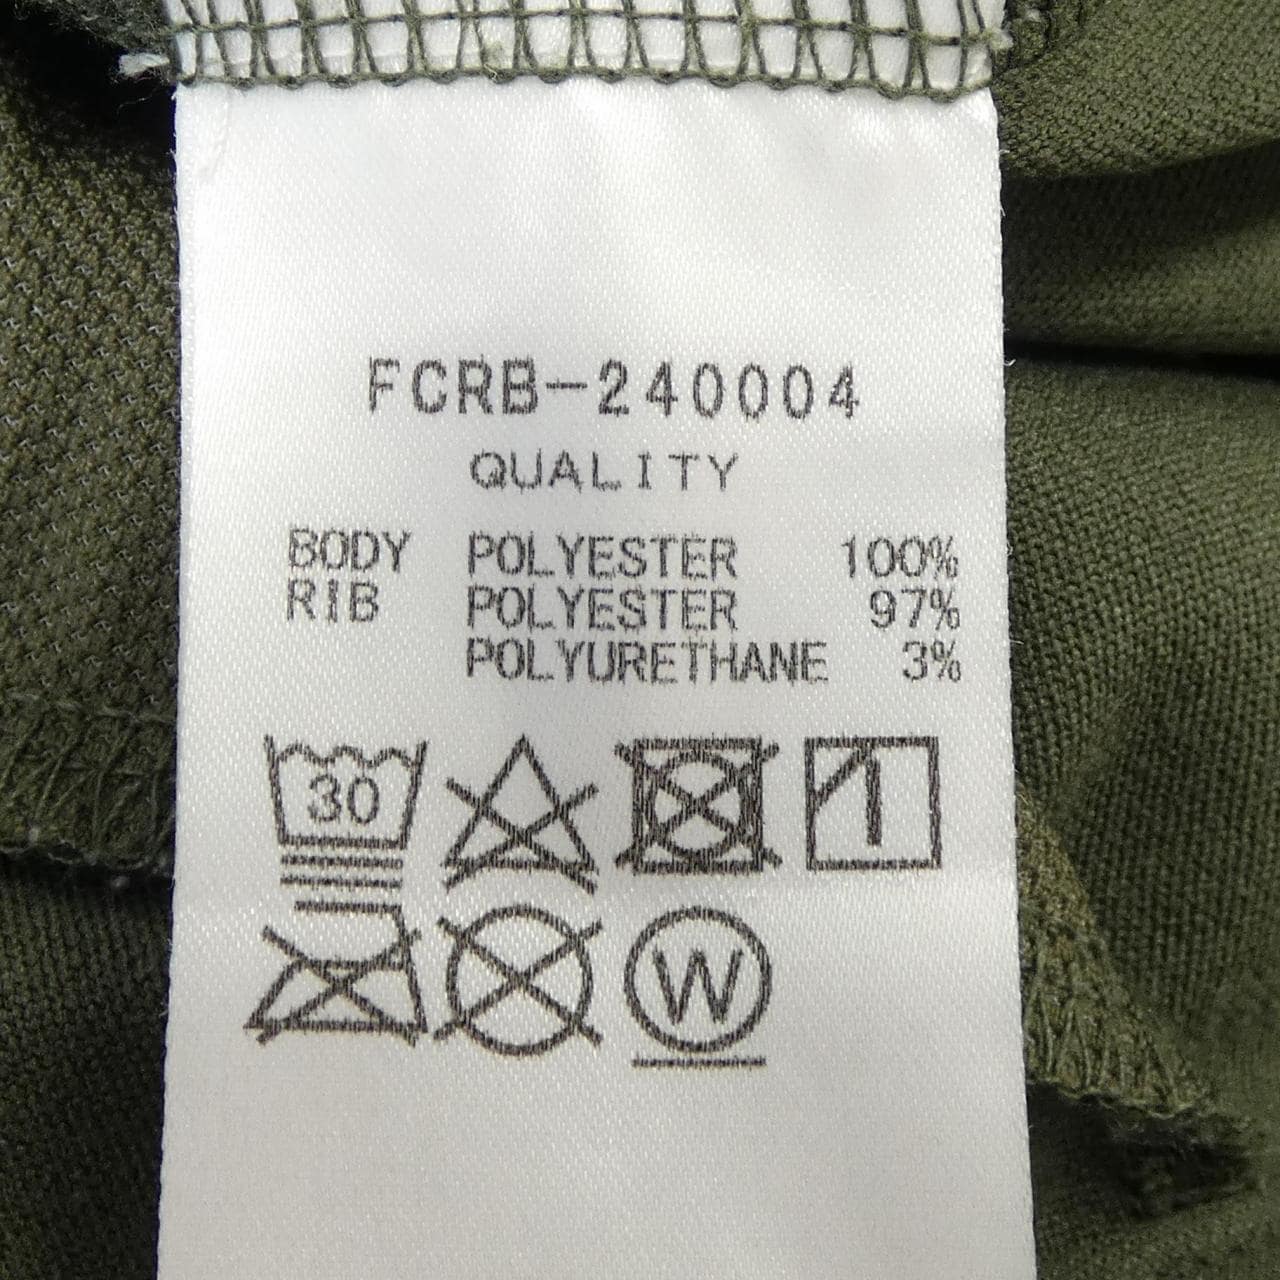 FCRB-240004
QUALITY
BODY POLYESTER 100%
RIB POLYESTER 97%
POLYURETHANE 3%
30
W